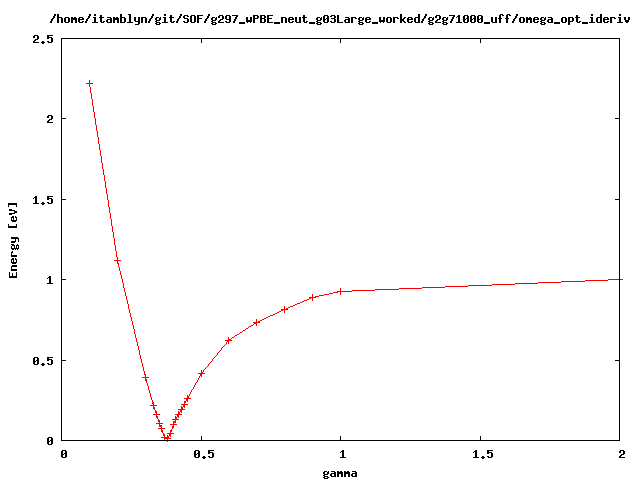 /home/itamblyn/git/SOF/g297_wPBE_neut_g03Large_worked/g2g71000_uff/omega_opt_ideriv
2.5
2
1.5
1
0.5
0
Energy [eV]
0 0.5 1 1.5 2
gamma